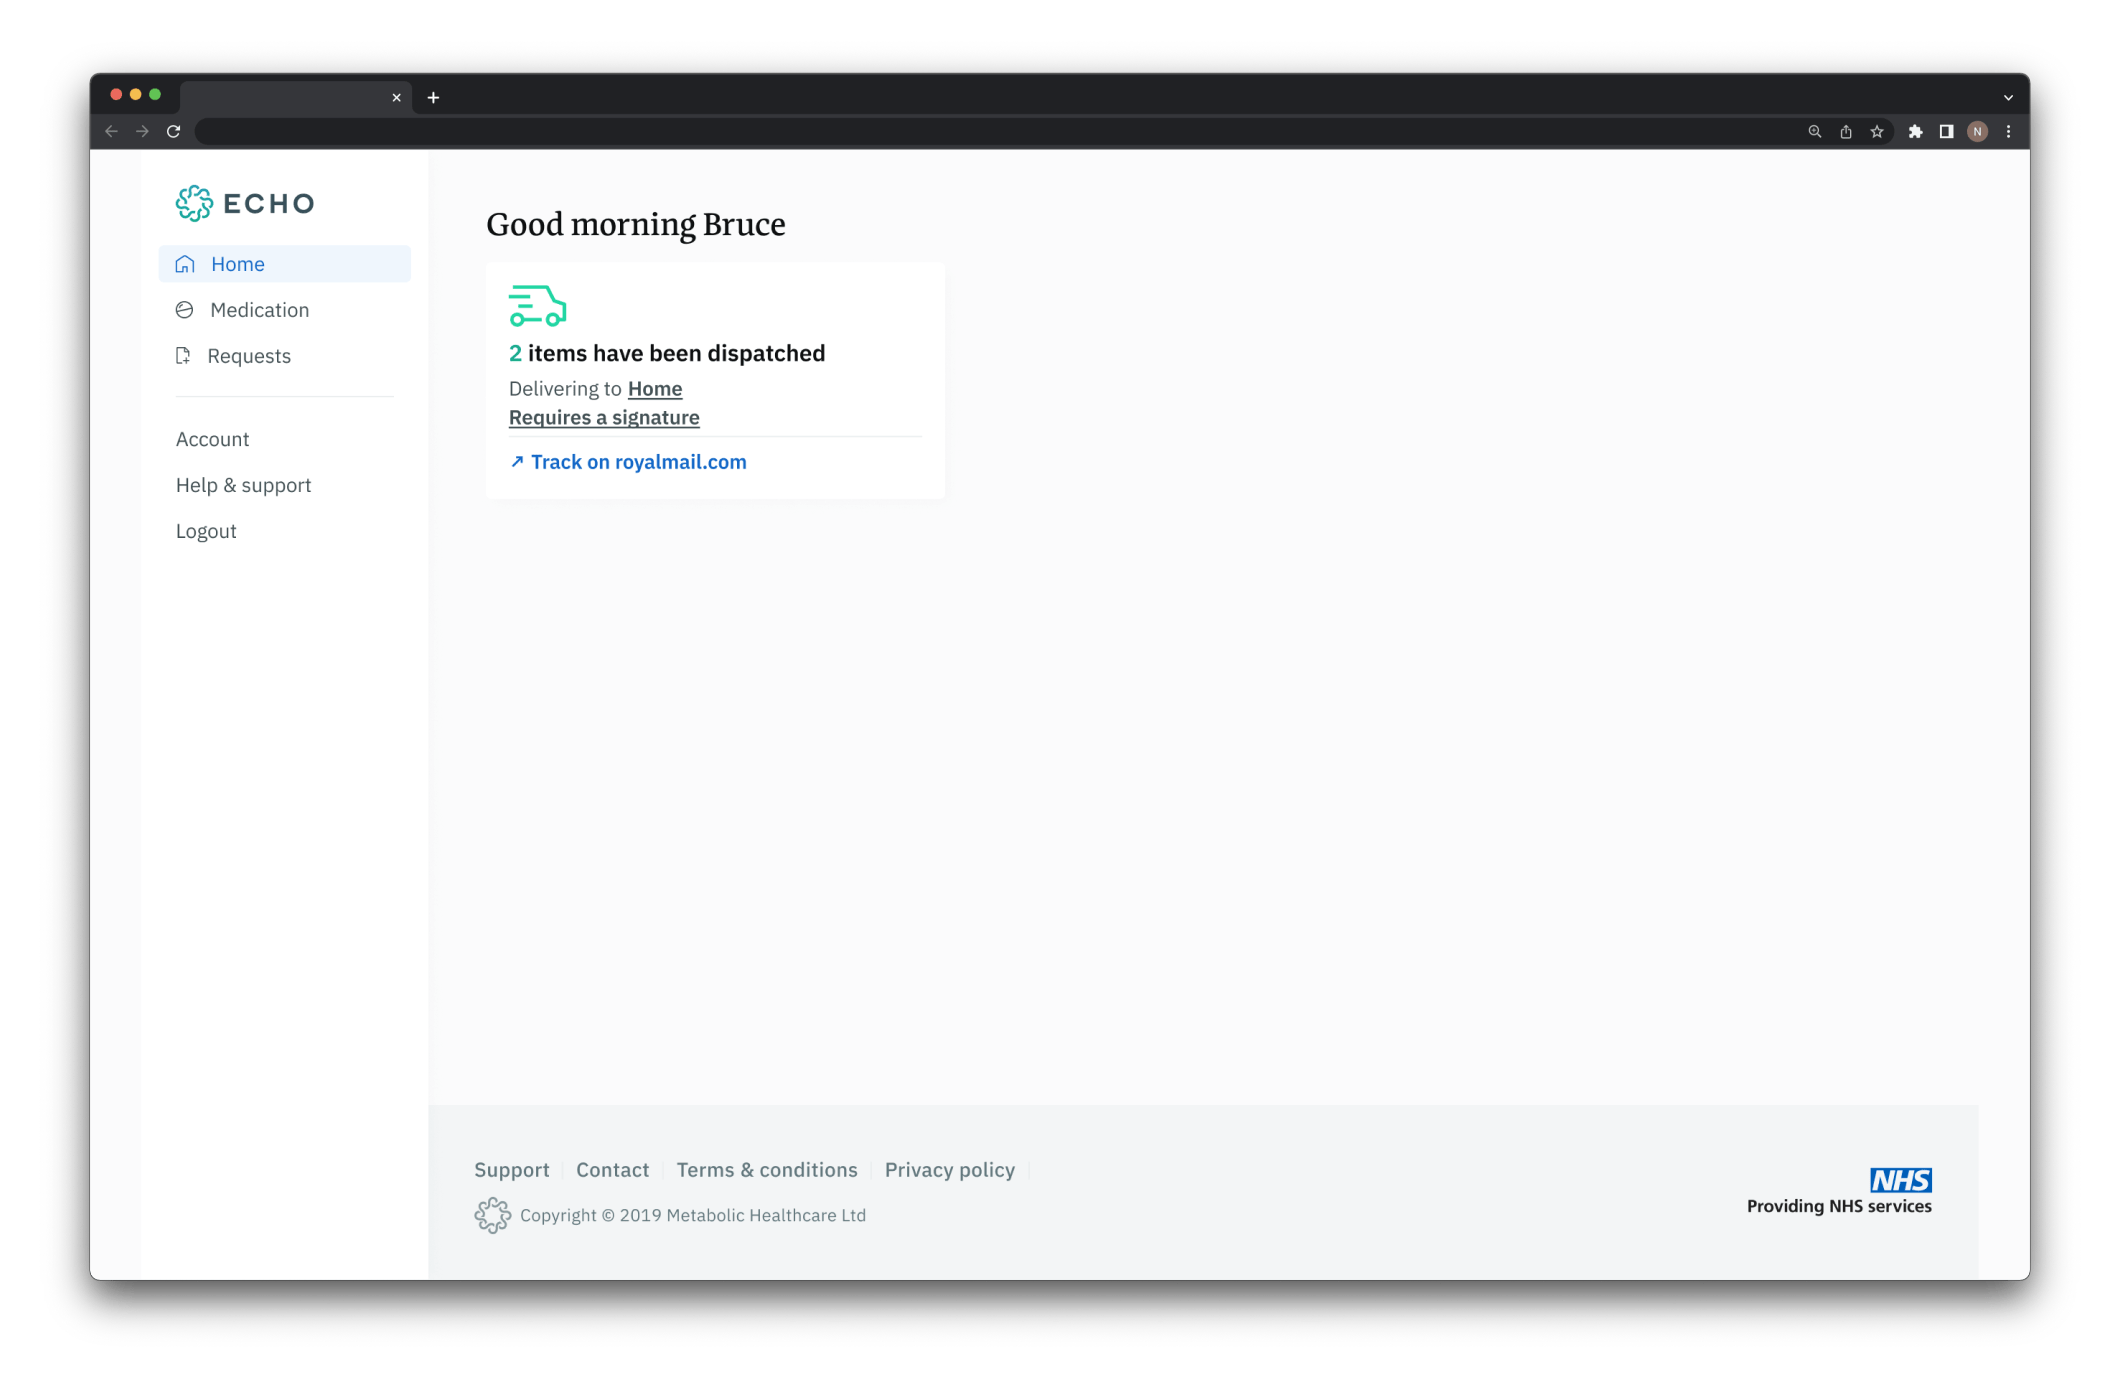 N
ECHO
Home
Medication
Requests
Account
Help & support
Logout
Good morning Bruce
2 items have been dispatched
Delivering to Home
Requires a signature
Track on royalmail.com
Support
Contact
Terms & conditions
Privacy policy
Copyright © 2019 Metabolic Healthcare Ltd
NHS
Providing NHS services